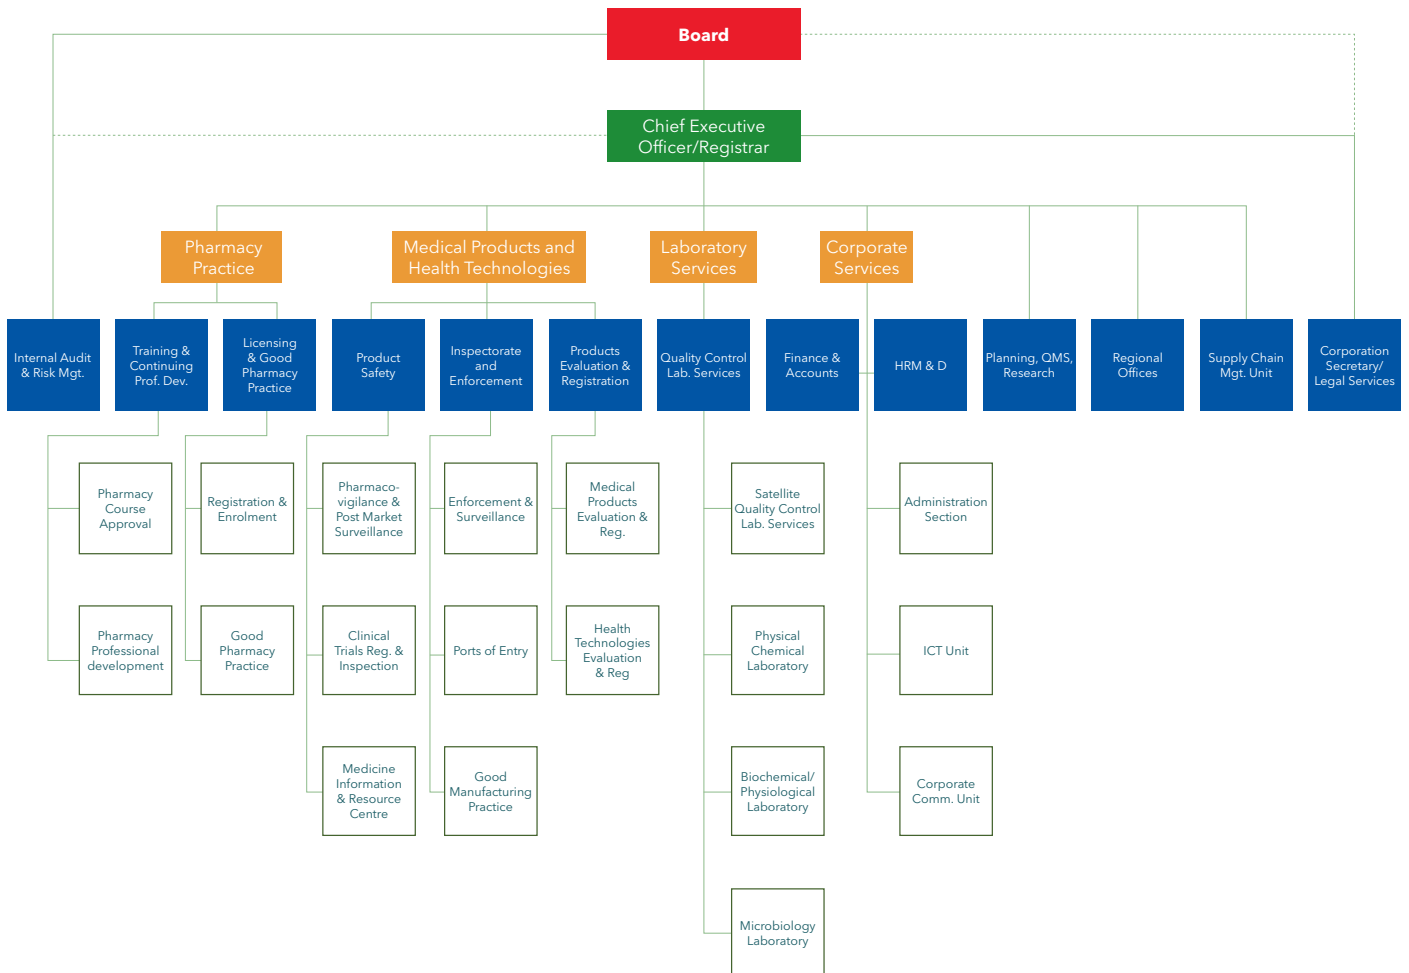 Board
Chief Executive
Officer/Registrar
Pharmacy
Practice
Medical Products and
Health Technologies
Laboratory
Services
Corporate
Services
Internal Audit
& Risk Mgt.
Training &
Continuing
Prof. Dev.
Licensing
& Good
Pharmacy
Practice
Product
Safety
Inspectorate
and
Enforcement
Products
Evaluation &
Registration
Quality Control
Lab. Services
Finance &
Accounts
HRM & D
Planning, QMS,
Research
Regional
Offices
Supply Chain
Mgt. Unit
Corporation
Secretary/
Legal Services
Pharmacy
Course
Approval
Registration &
Enrolment
Pharmaco-
vigilance &
Post Market
Surveillance
Enforcement &
Surveillance
Medical
Products
Evaluation &
Reg.
Satellite
Quality Control
Lab. Services
Administration
Section
Pharmacy
Professional
development
Good
Pharmacy
Practice
Clinical
Trials Reg. &
Inspection
Ports of Entry
Health
Technologies
Evaluation
& Reg
Physical
Chemical
Laboratory
ICT Unit
Medicine
Information
& Resource
Centre
Good
Manufacturing
Practice
Biochemical/
Physiological
Laboratory
Corporate
Comm. Unit
Microbiology
Laboratory